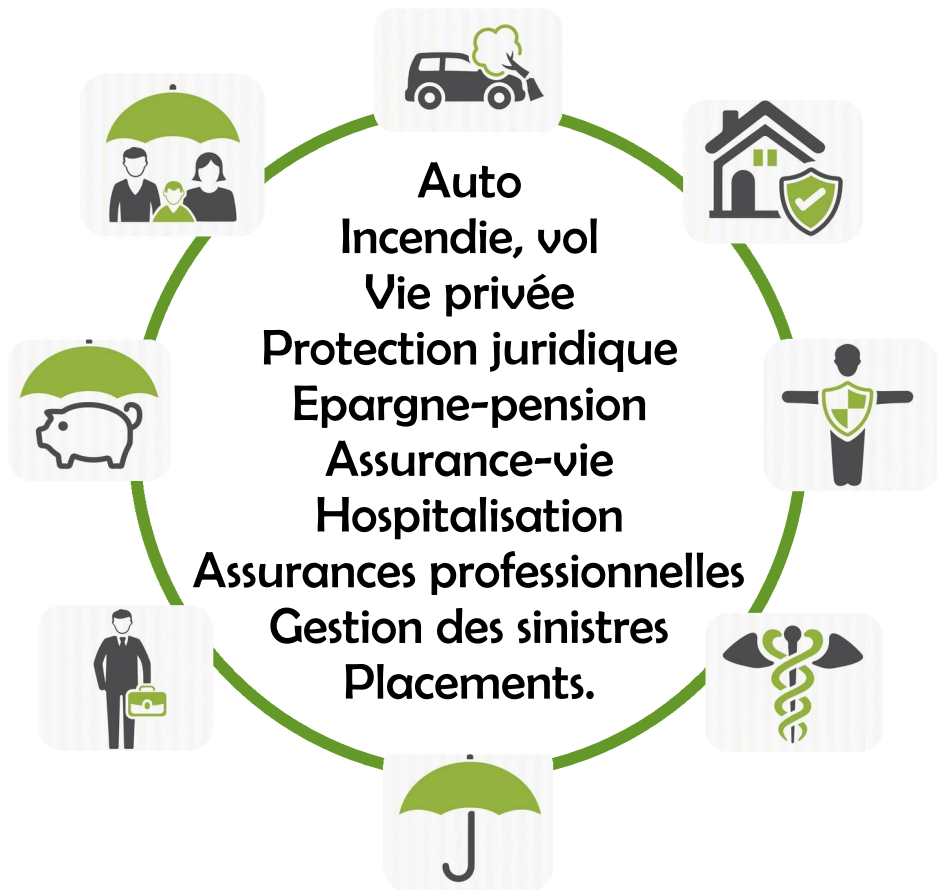 Auto
Incendie, vol
Vie privée
Protection juridique
Epargne-pension
Assurance-vie
Hospitalisation
Assurances professionnelles
Gestion des sinistres
Placements.